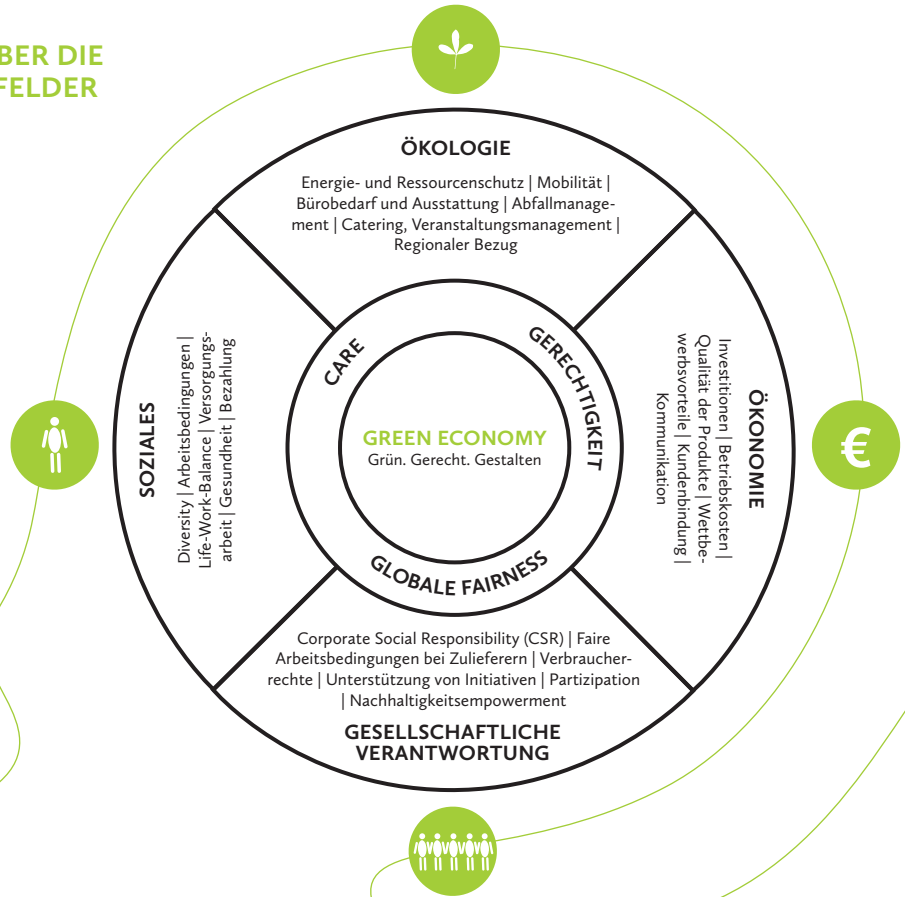 BER DIE
FELDER
ÖKOLOGIE
Energie- und Ressourcenschutz | Mobilität |
Bürobedarf und Ausstattung | Abfallmanage-
ment | Catering, Veranstaltungsmanagement |
Regionaler Bezug
SOZIALES
Diversity | Arbeitsbedingungen |
Life-Work-Balance | Versorgungs-
arbeit | Gesundheit | Bezahlung
CARE
GERECHTIGKEIT
GLOBALE FAIRNESS
GREEN ECONOMY
Grün. Gerecht. Gestalten
ÖKONOMIE
Investitionen | Betriebskosten |
Qualität der Produkte | Wettbe-
werbsvorteile | Kundenbindung |
Kommunikation
€
Corporate Social Responsibility (CSR) | Faire
Arbeitsbedingungen bei Zulieferern | Verbraucher-
rechte | Unterstützung von Initiativen | Partizipation
| Nachhaltigkeitsempowerment
GESELLSCHAFTLICHE
VERANTWORTUNG